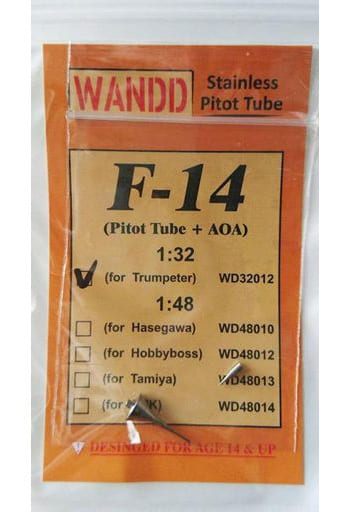 WANDD
Stainless
Pitot Tube
F-14
(Pitot Tube + AOA)
1:32
(for Trumpeter) WD32012
1:48
(for Hasegawa) WD48010
(for Hobbyboss) WD48012
(for Tamiya) WD48013
(for WD48014
DESINGED FOR AGE 14 & UP